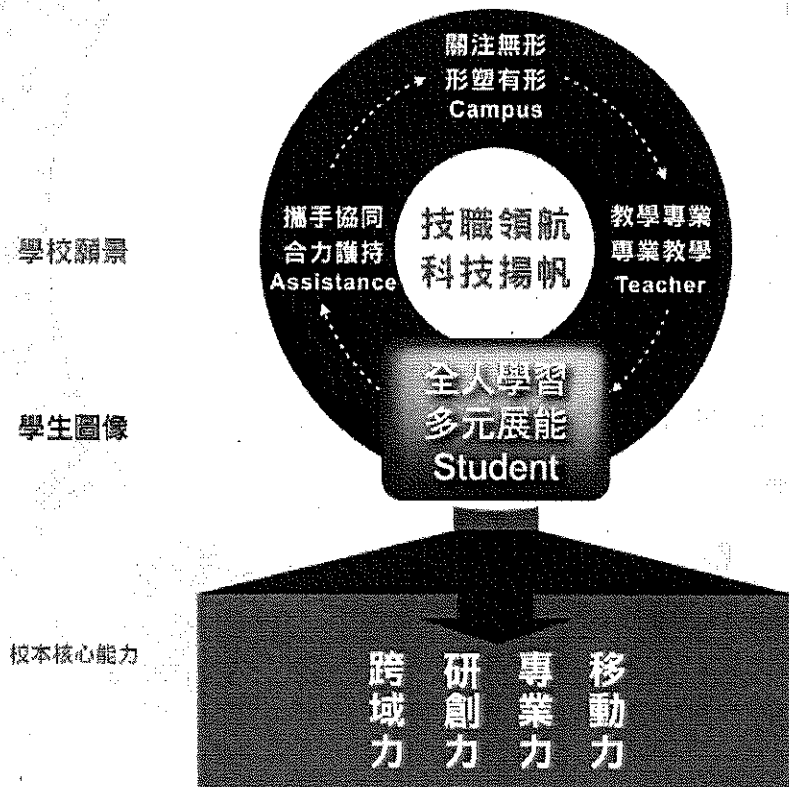 關注無形
形塑有形
Campus
攜手協同
合力護持
Assistance
技職領航
科技揚帆
教學專業
專業教學
Teacher
學校願景
全人學習
多元展能
Student
學生圖像
校本核心能力
跨域力
研創力
專業力
移動力